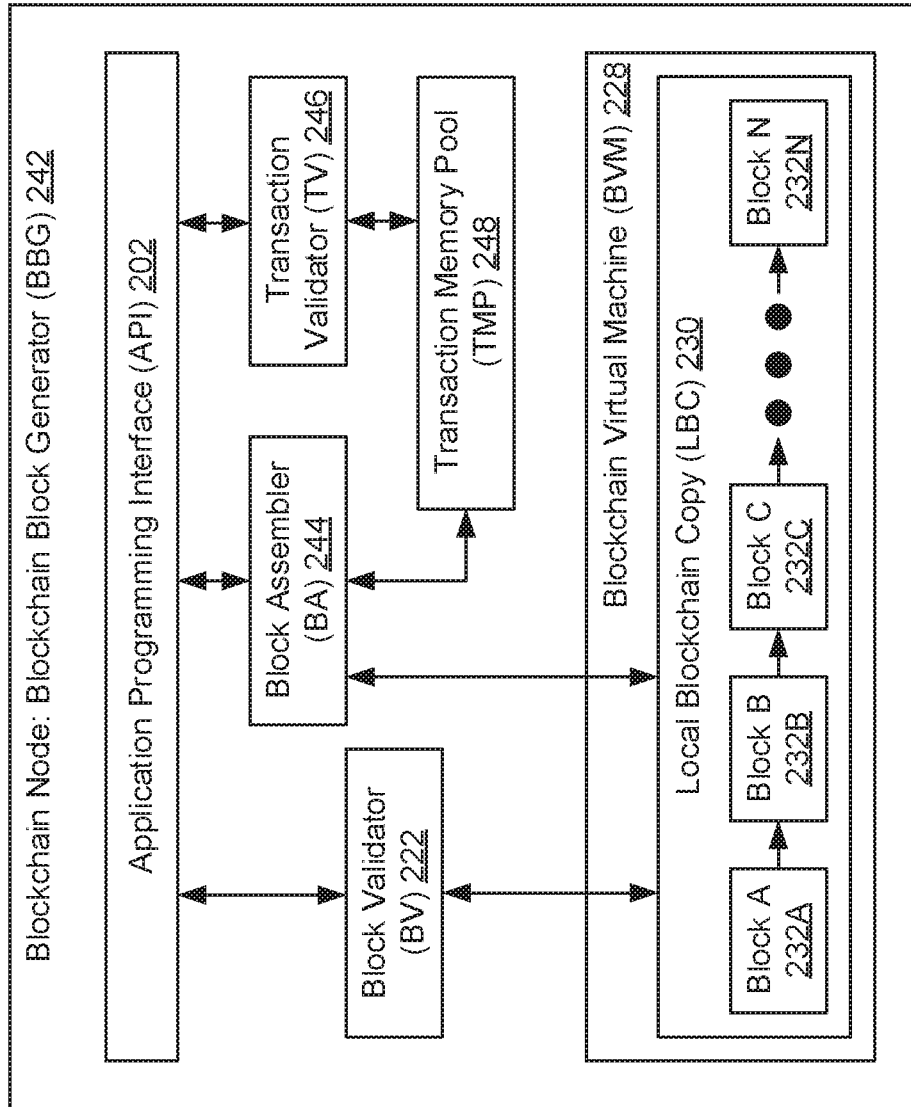 Blockchain Node: Blockchain Block Generator (BBG) 242
Application Programming Interface (API) 202
Block Validator
(BV) 222
Block Assembler
(BA) 244
Transaction
Validator (TV) 246
Transaction Memory Pool
(TMP) 248
Blockchain Virtual Machine (BVM) 228
Local Blockchain Copy (LBC) 230
Block A
232A
Block B
232B
Block C
232C
Block N
232N